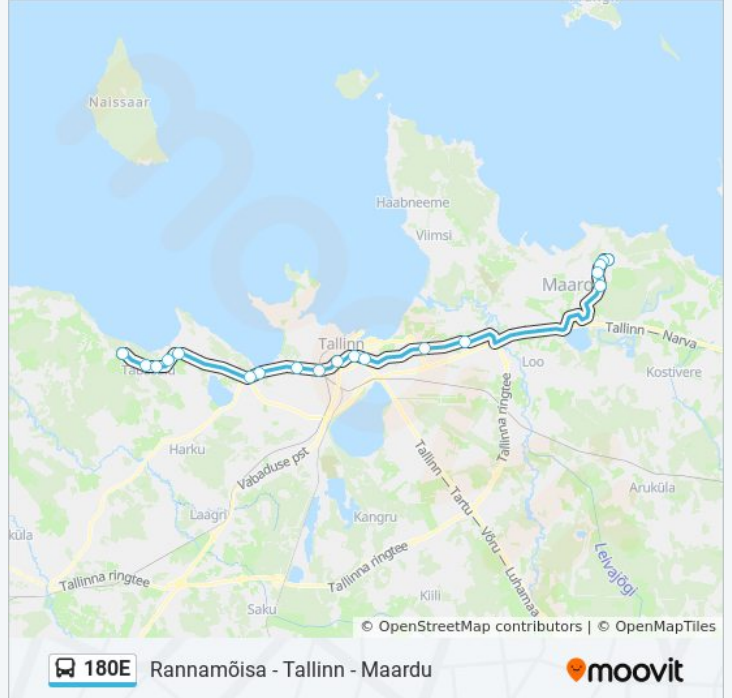 Naissaar
Haabneeme
Viimsi
Maardu
Tallinn
Tallinn — Narva
Loo
Kostivere
Tallinna ringtee
Harku
Vabaduse pst
Tallinn — Tartu — Võru — Luhamaa
Aruküla
Laagri
Kangru
küla
Leivajõgi
Tallinna ringtee
Tallinna ringtee
Kiili
Saku
© OpenStreetMap contributors | © OpenMapTiles
180E Rannamõisa - Tallinn - Maardu
moovit